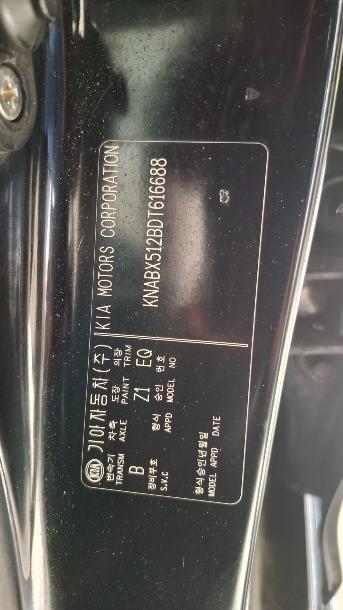 KIA 기아자동차(주) KIA MOTORS CORPORATION
변속기 차축 도장 외장
TRANSM AXLE PAINT TRIM
B Z1 EQ KNABX512BDT616688
정비부호 형식 승인 번호
S.V.C APPD MODEL NO
형식승인년월일
MODEL APPD DATE